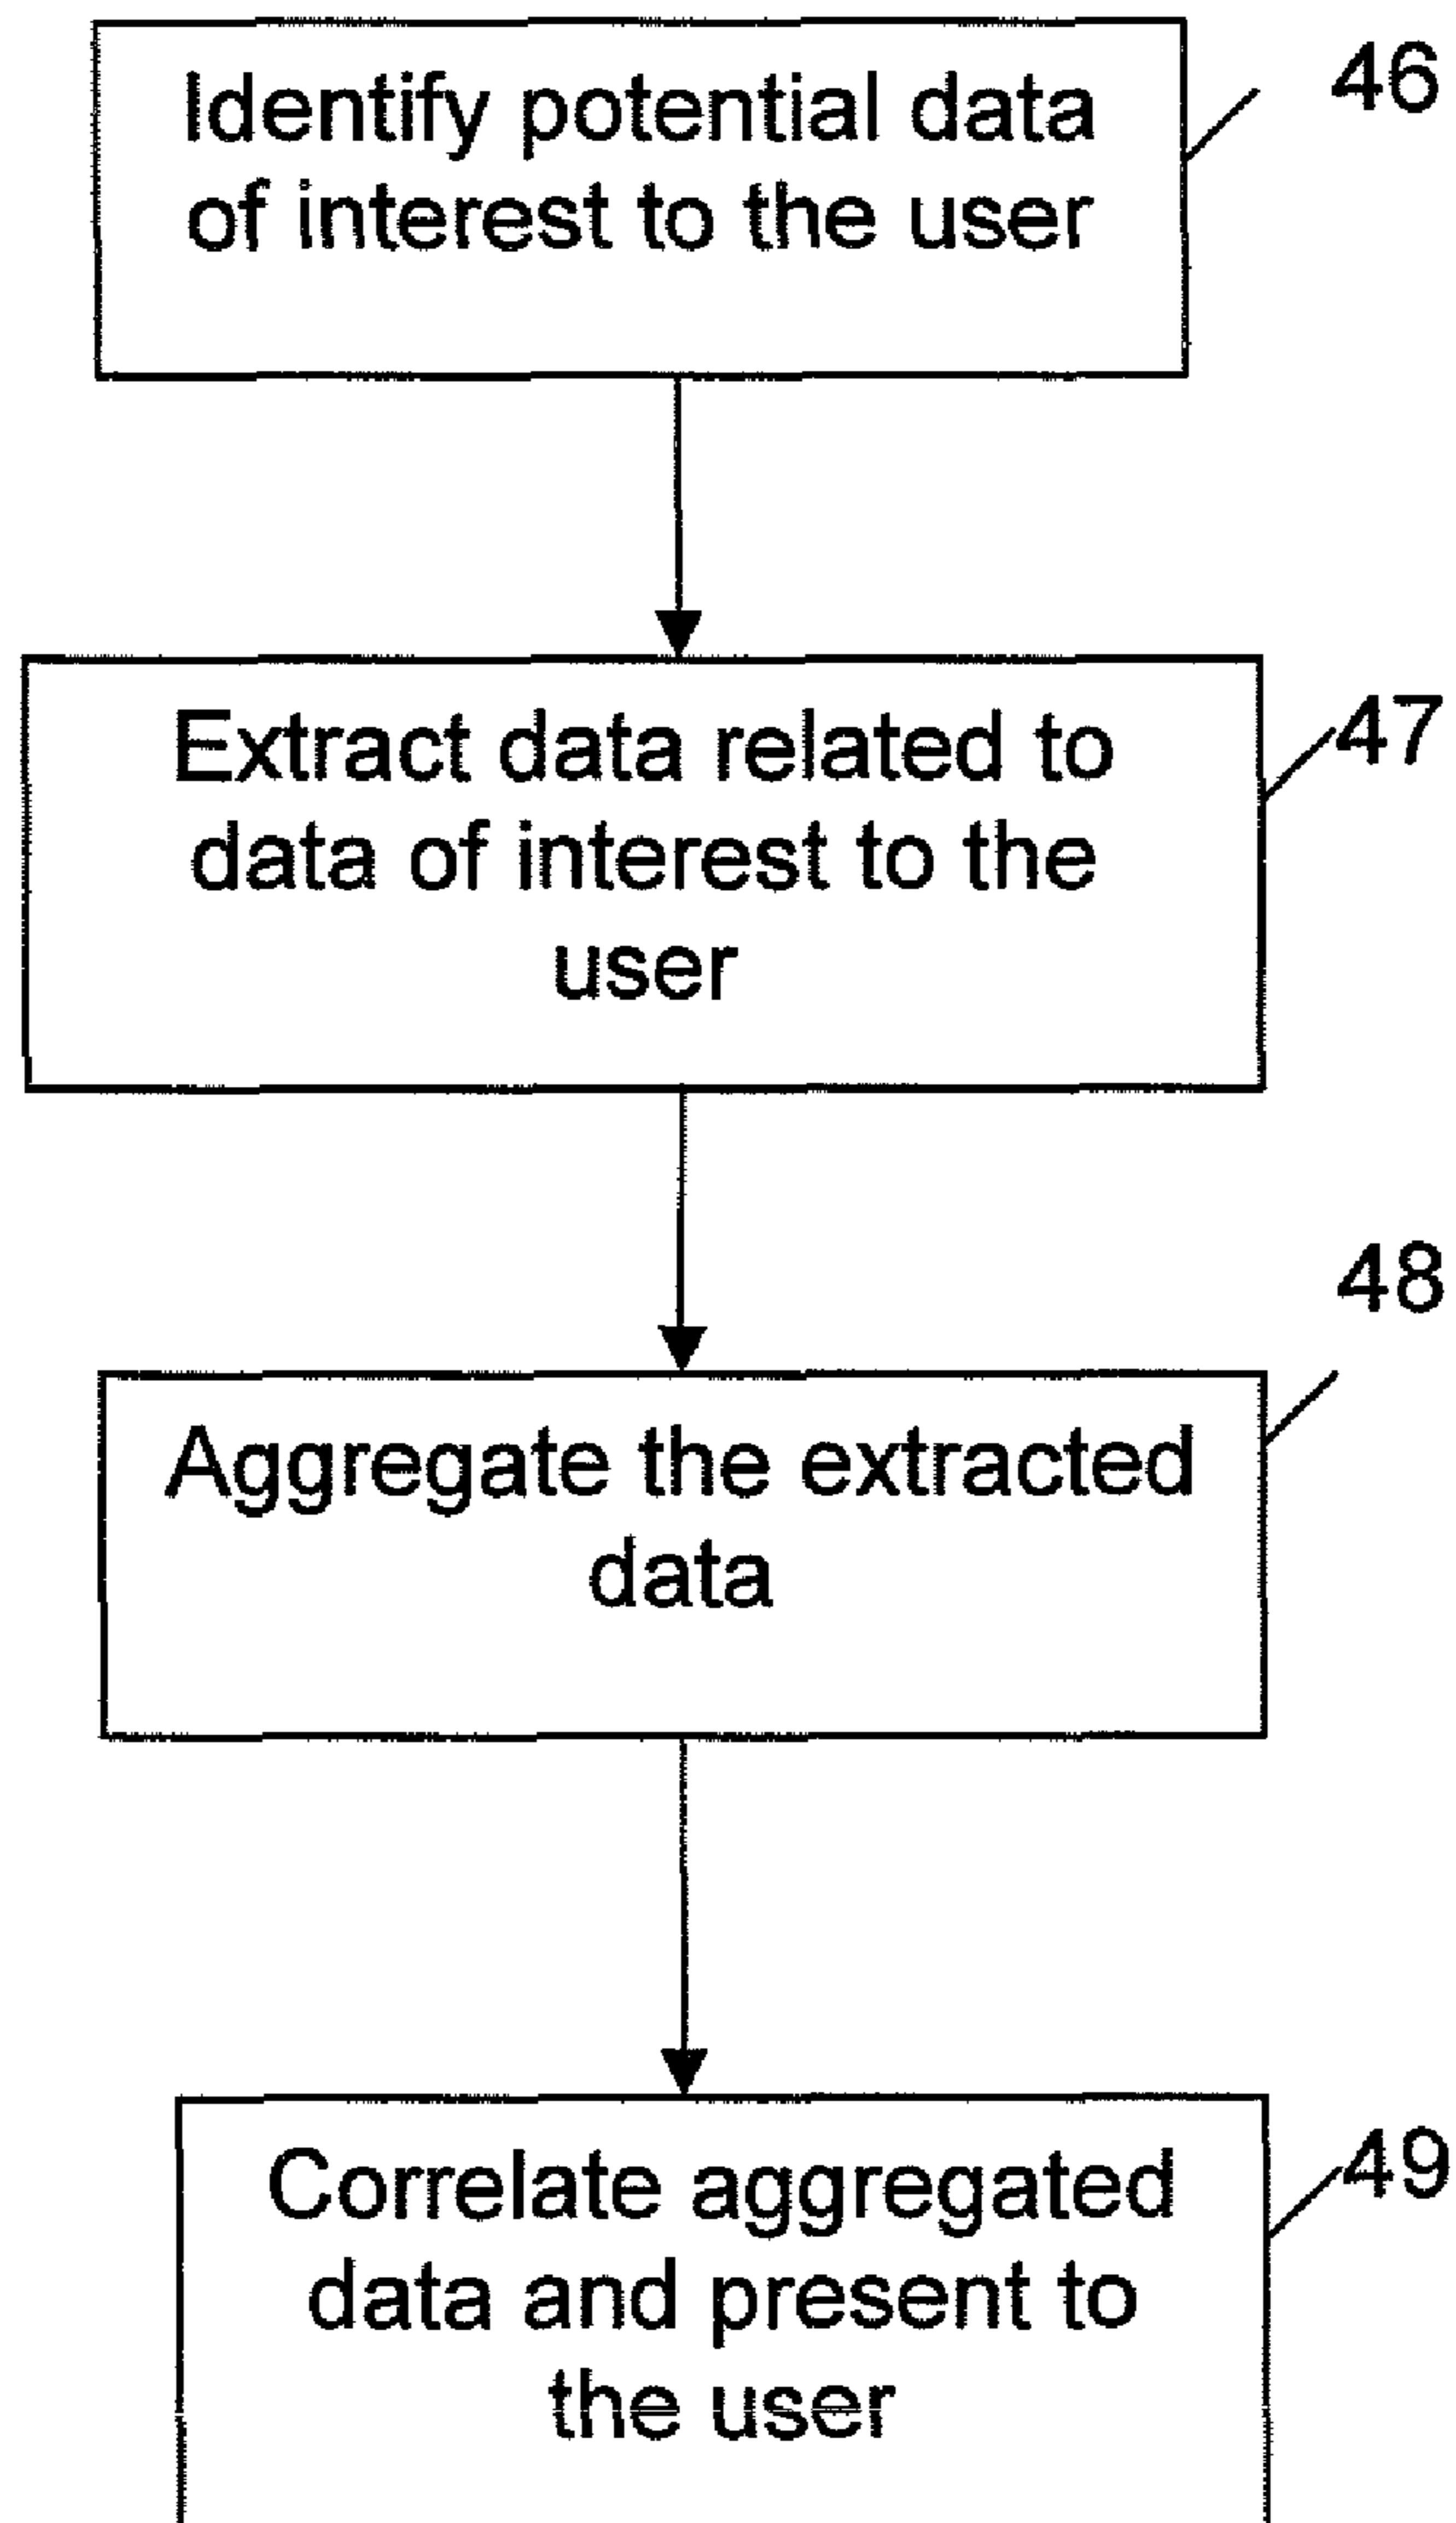 Identify potential data
of interest to the user
46
Extract data related to
data of interest to the
user
47
48
Aggregate the extracted
data
Correlate aggregated
data and present to
the user
49